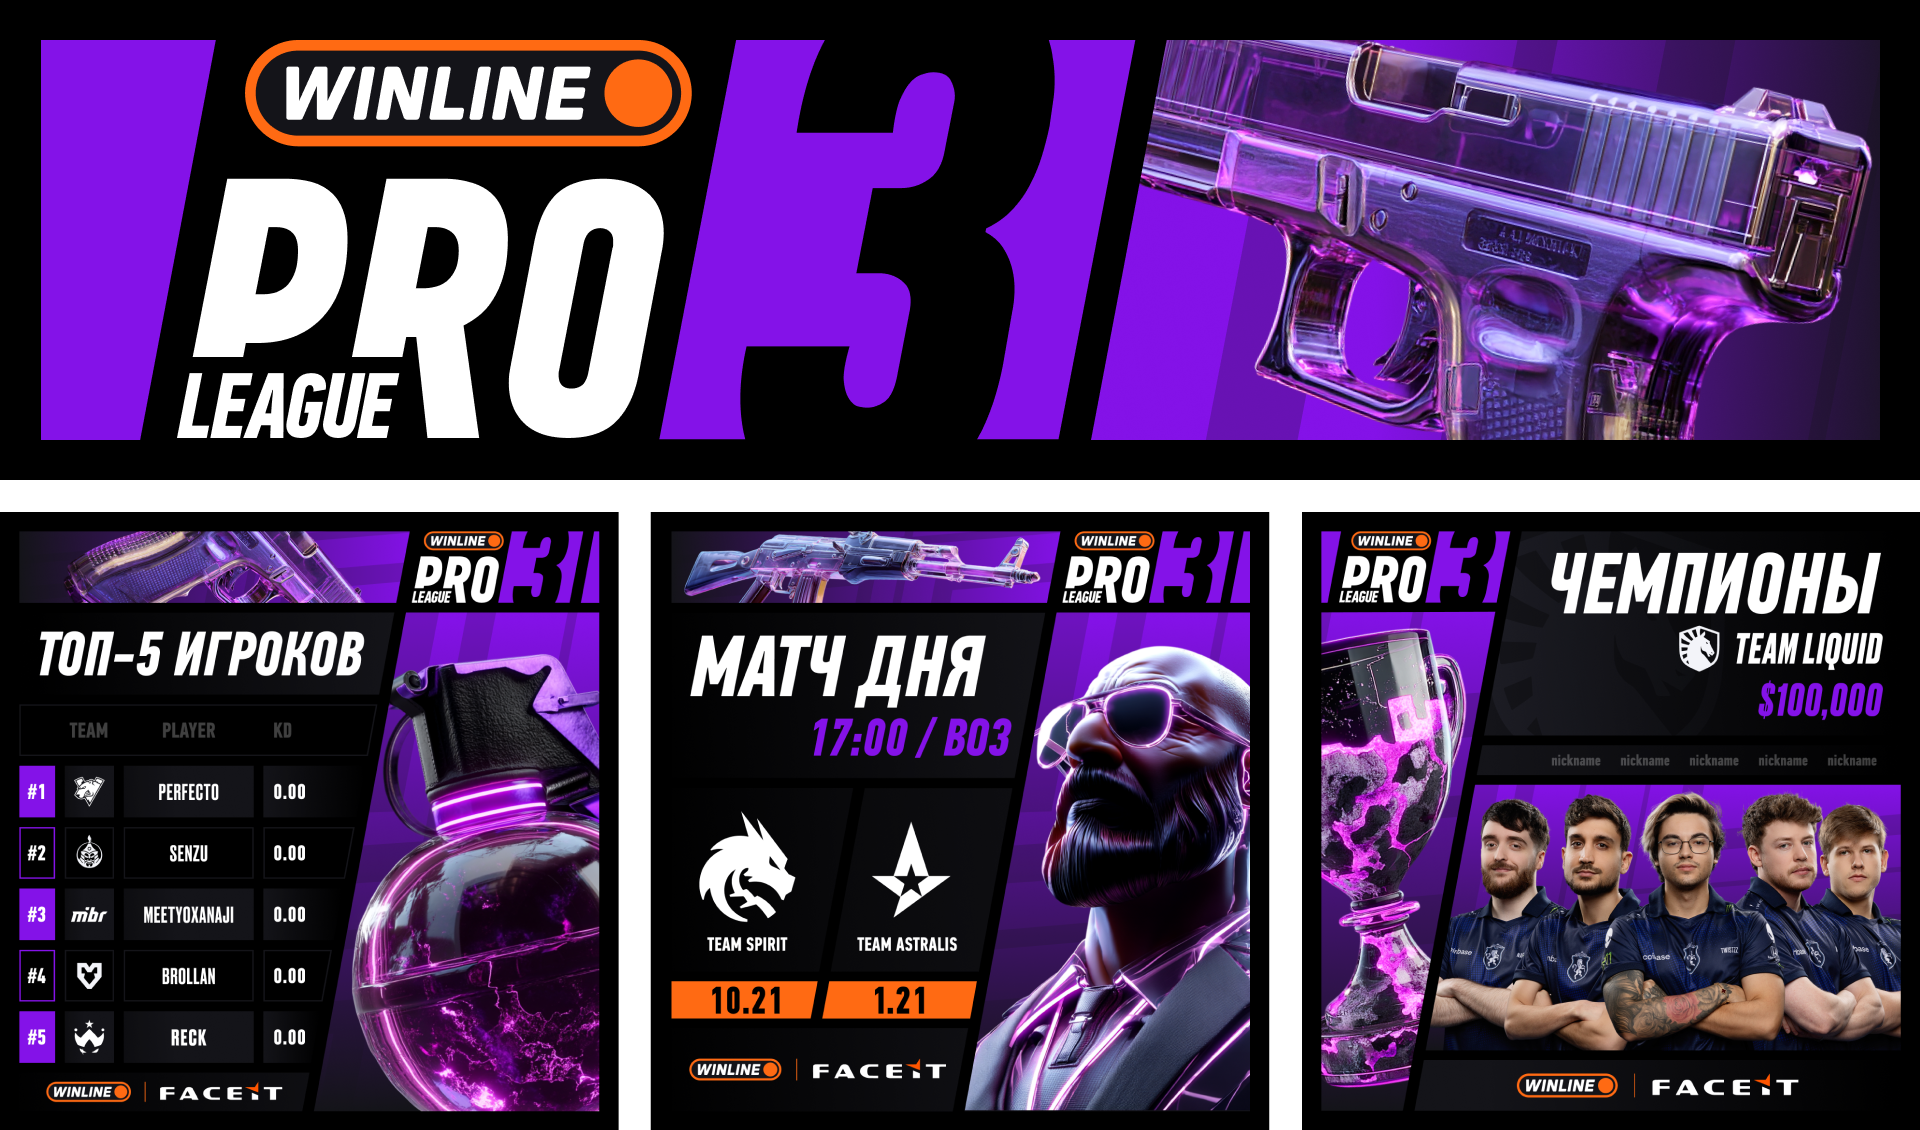 WINLINE
PRO
LEAGUE
3
WINLINE
PRO
LEAGUE
3
ТОП-5 ИГРОКОВ
TEAM PLAYER KD
#1 PERFECTO 0.00
#2 SENZU 0.00
#3 mibr MEETYOXANAJI 0.00
#4 BROLLAN 0.00
#5 RECK 0.00
WINLINE | FACEIT
WINLINE
PRO
LEAGUE
3
МАТЧ ДНЯ
17:00 / BO3
TEAM SPIRIT TEAM ASTRALIS
10.21 1.21
WINLINE | FACEIT
WINLINE
PRO
LEAGUE
3
ЧЕМПИОНЫ
TEAM LIQUID
$100,000
nickname nickname nickname nickname nickname
WINLINE | FACEIT